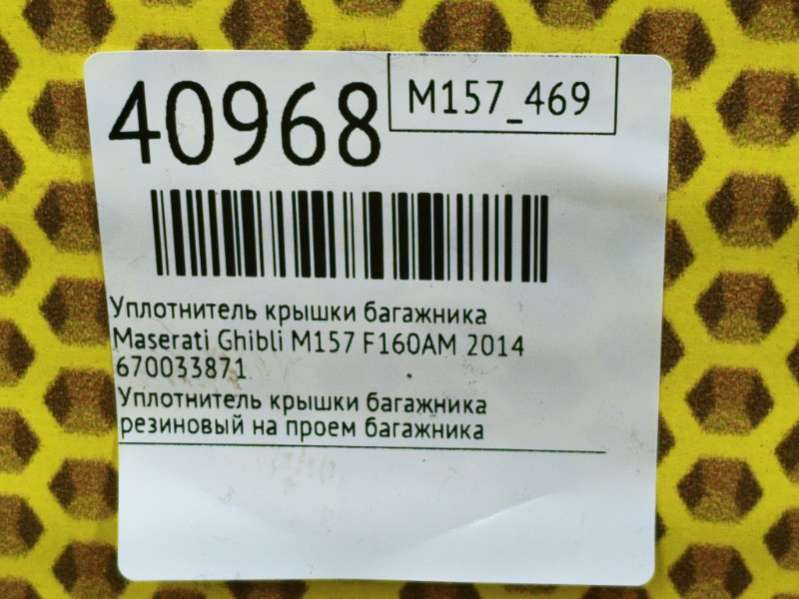 40968
M157_469
Уплотнитель крышки багажника
Maserati Ghibli M157 F160AM 2014
670033871
Уплотнитель крышки багажника
резиновый на проем багажника